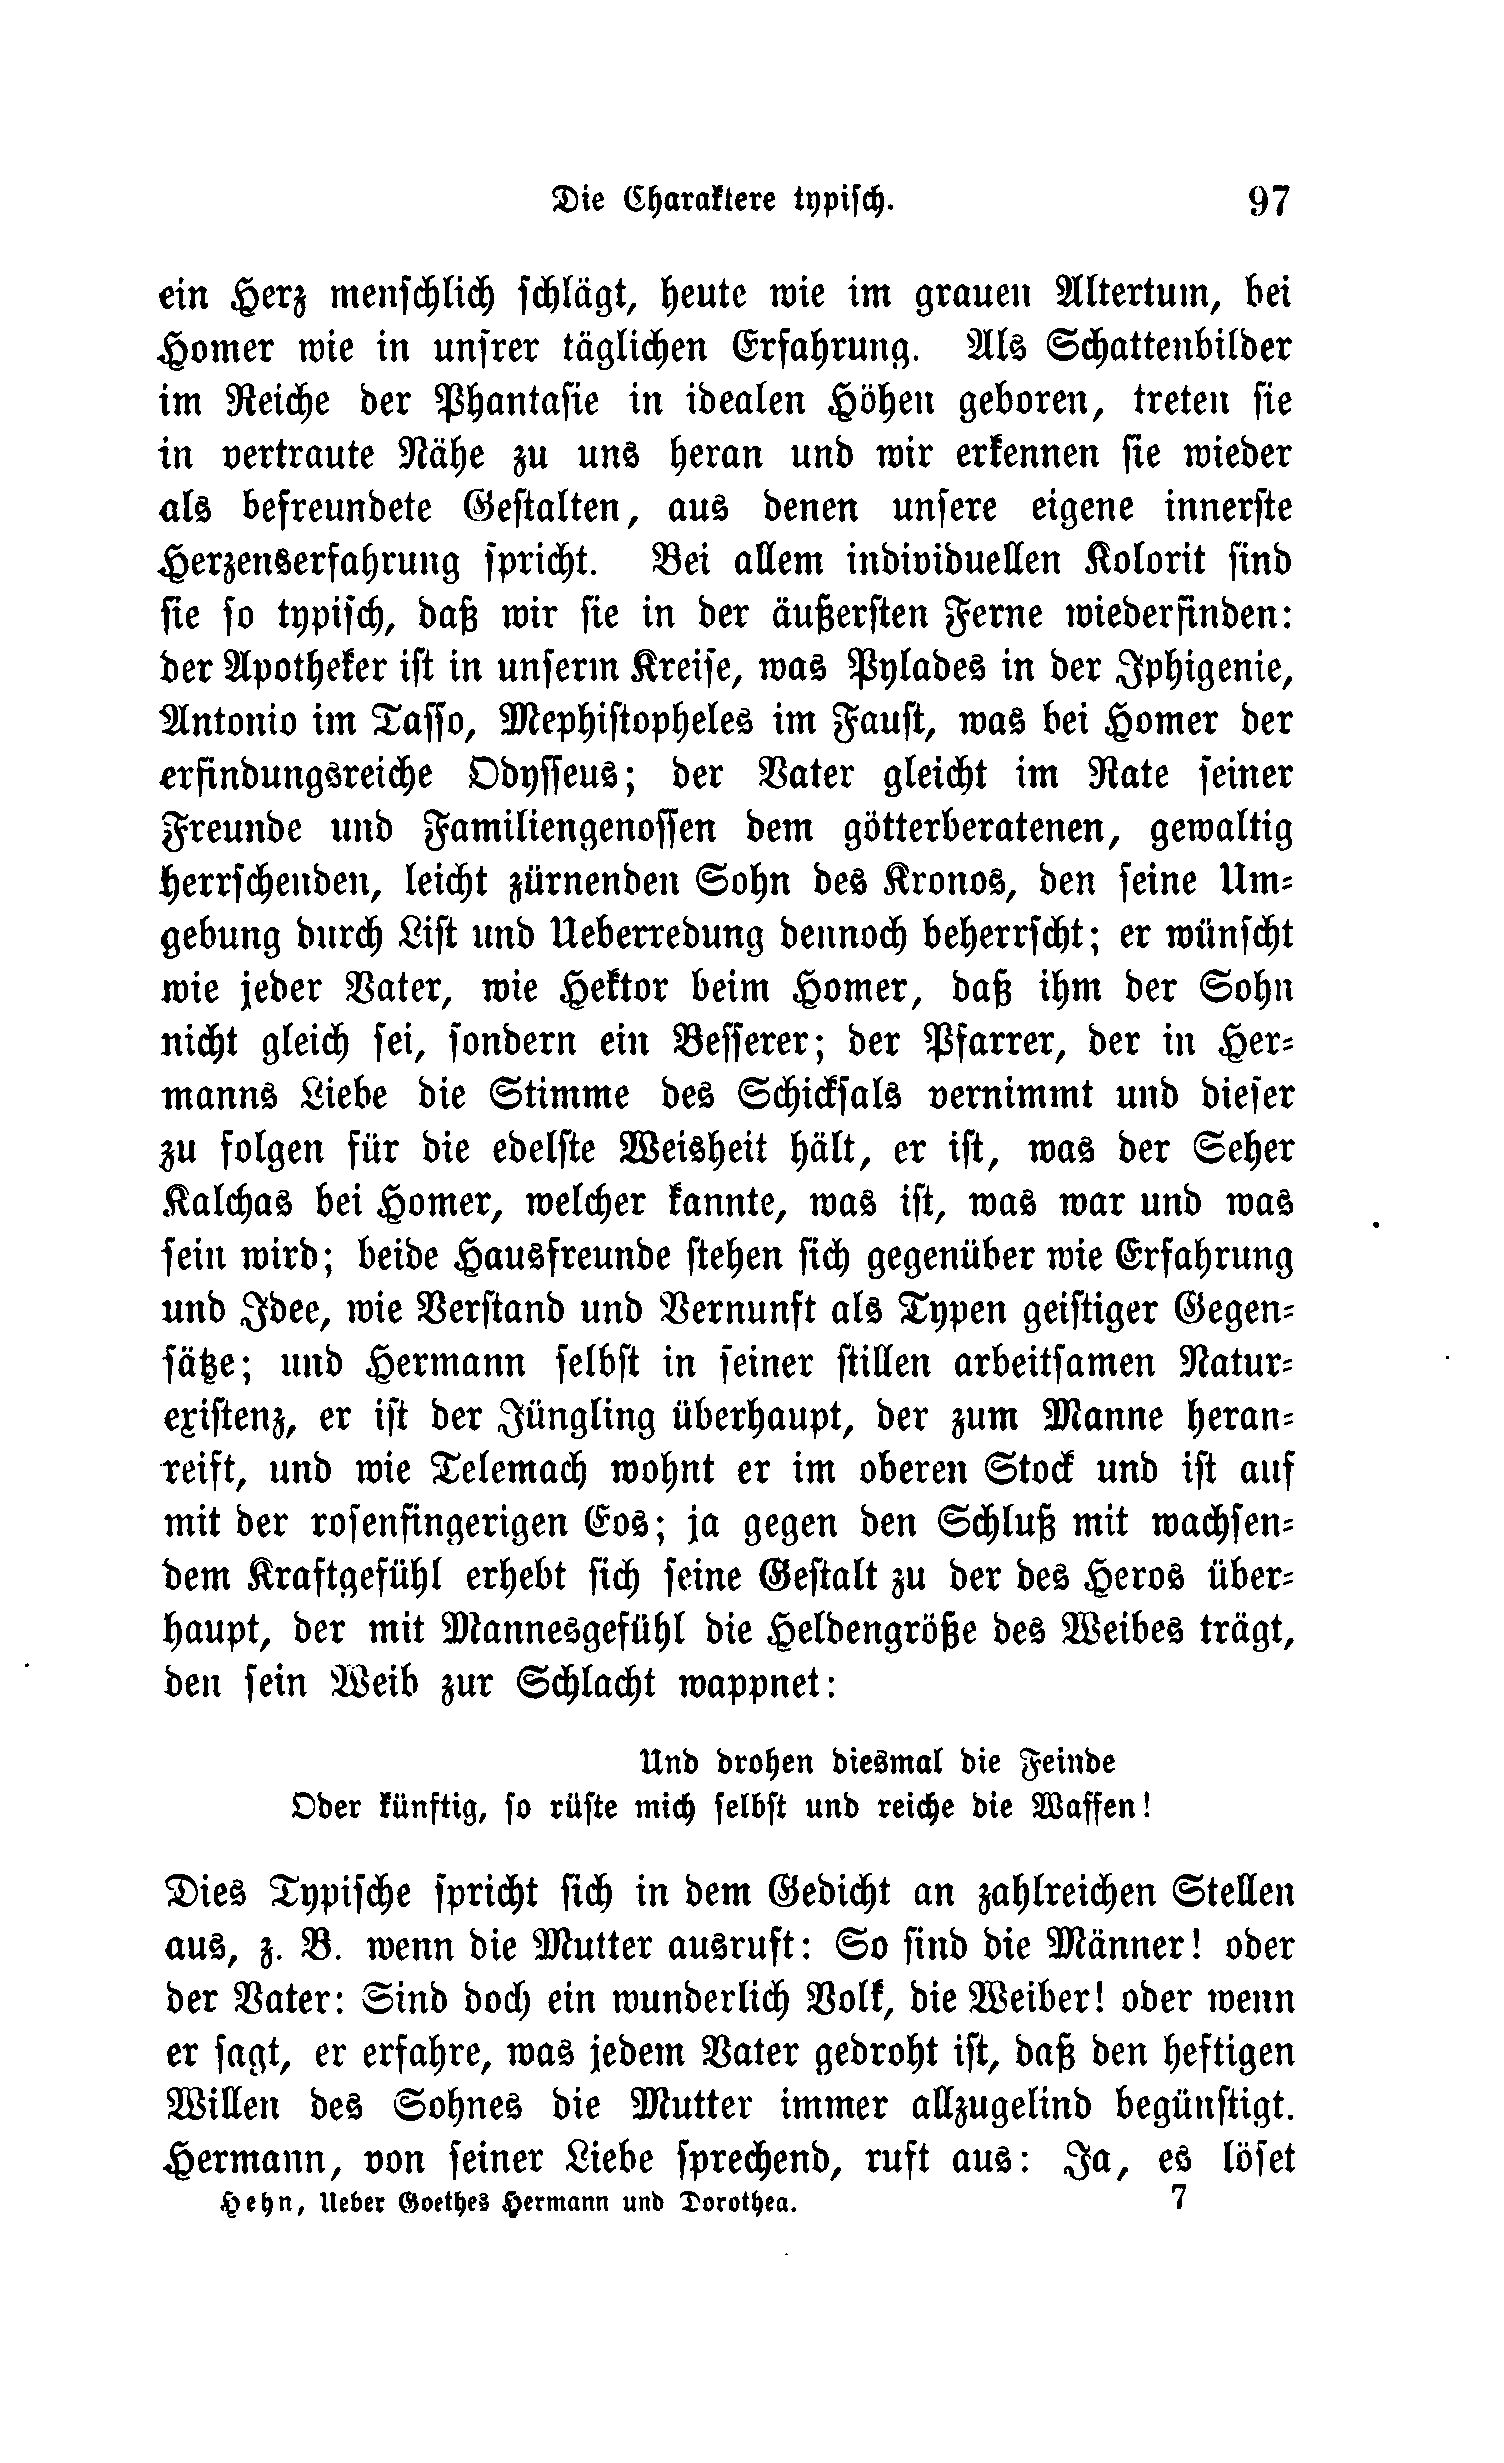 Die Charaktere typiſch. 97
ein Herz menſchlich ſchlägt, heute wie im grauen Altertum, bei
Homer wie in unſrer täglichen Erfahrung. Als Schattenbilder
im Reiche der Phantaſie in idealen Höhen geboren, treten ſie
in vertraute Nähe zu uns heran und wir erkennen ſie wieder
als befreundete Geſtalten, aus denen unſere eigene innerſte
Herzenserfahrung ſpricht. Bei allem individuellen Kolorit ſind
ſie ſo typiſch, daß wir ſie in der äußerſten Ferne wiederfinden:
der Apotheker iſt in unſerm Kreiſe, was Pylades in der Iphigenie,
Antonio im Taſſo, Mephiſtopheles im Fauſt, was bei Homer der
erfindungsreiche Odyſſeus; der Vater gleicht im Rate ſeiner
Freunde und Familiengenoſſen dem götterberatenen, gewaltig
herrſchenden, leicht zürnenden Sohn des Kronos, den ſeine Um⸗
gebung durch Liſt und Ueberredung dennoch beherrſcht; er wünſcht
wie jeder Vater, wie Hektor beim Homer, daß ihm der Sohn
nicht gleich ſei, ſondern ein Beſſerer; der Pfarrer, der in Her⸗
manns Liebe die Stimme des Schickſals vernimmt und dieſer
zu folgen für die edelſte Weisheit hält, er iſt, was der Seher
Kalchas bei Homer, welcher kannte, was iſt, was war und was
ſein wird; beide Hausfreunde ſtehen ſich gegenüber wie Erfahrung
und Idee, wie Verſtand und Vernunft als Typen geiſtiger Gegen⸗
ſätze; und Hermann ſelbſt in ſeiner ſtillen arbeitſamen Natur⸗
exiſtenz, er iſt der Jüngling überhaupt, der zum Manne heran⸗
reift, und wie Telemach wohnt er im oberen Stock und iſt auf
mit der roſenfingerigen Eos; ja gegen den Schluß mit wachſen⸗
dem Kraftgefühl erhebt ſich ſeine Geſtalt zu der des Heros über⸗
haupt, der mit Mannesgefühl die Heldengröße des Weibes trägt,
den ſein Weib zur Schlacht wappnet:
Und drohen diesmal die Feinde
Oder künftig, ſo rüſte mich ſelbſt und reiche die Waffen!
Dies Typiſche ſpricht ſich in dem Gedicht an zahlreichen Stellen
aus, z. B. wenn die Mutter ausruft: So ſind die Männer! oder
der Vater: Sind doch ein wunderlich Volk, die Weiber! oder wenn
er ſagt, er erfahre, was jedem Vater gedroht iſt, daß den heftigen
Willen des Sohnes die Mutter immer allzugelind begünſtigt.
Hermann, von ſeiner Liebe ſprechend, ruft aus: Ja, es löſet
Hehn, Ueber Goethes Hermann und Dorothea. 7